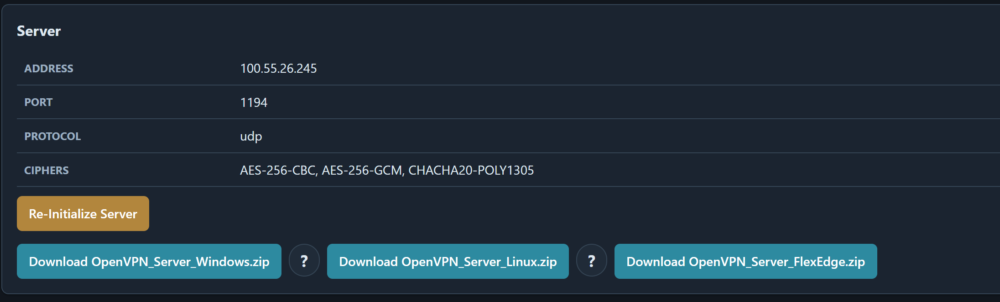 Server
ADDRESS 100.55.26.245
PORT 1194
PROTOCOL udp
CIPHERS AES-256-CBC, AES-256-GCM, CHACHA20-POLY1305
Re-Initialize Server
Download OpenVPN_Server_Windows.zip ? Download OpenVPN_Server_Linux.zip ? Download OpenVPN_Server_FlexEdge.zip